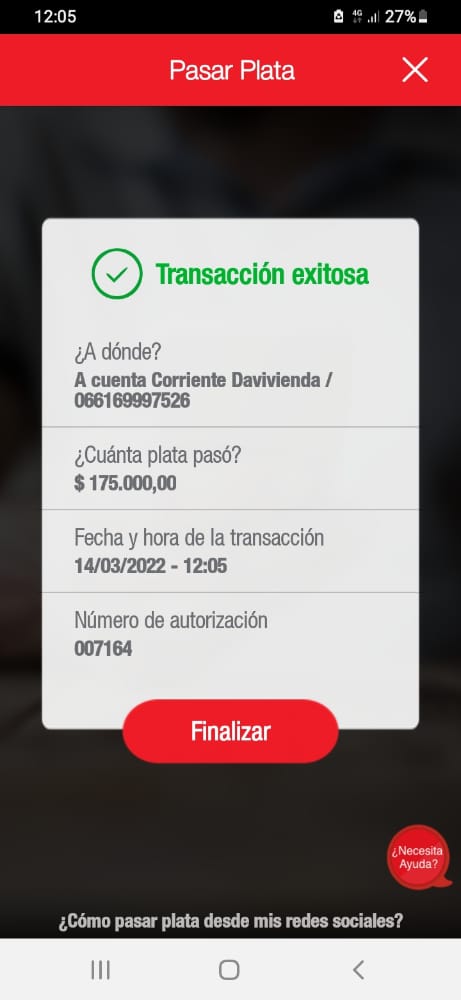 12:05
4G
27%
Pasar Plata
Transacción exitosa
¿A dónde?
A cuenta Corriente Davivienda /
066169997526
¿Cuánta plata pasó?
$ 175.000,00
Fecha y hora de la transacción
14/03/2022 - 12:05
Número de autorización
007164
Finalizar
¿Necesita
Ayuda?
¿Cómo pasar plata desde mis redes sociales?